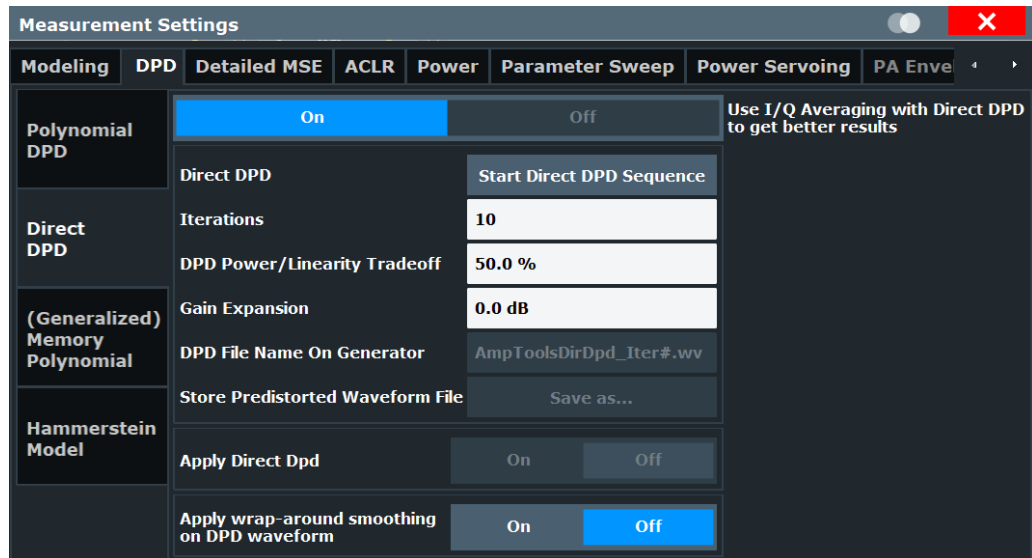 Measurement Settings
Modeling DPD Detailed MSE ACLR Power Parameter Sweep Power Servoing PA Envel
Polynomial
DPD
Direct
DPD
(Generalized)
Memory
Polynomial
Hammerstein
Model
On Off
Direct DPD Start Direct DPD Sequence
Iterations 10
DPD Power/Linearity Tradeoff 50.0 %
Gain Expansion 0.0 dB
DPD File Name On Generator AmpToolsDirDpd_Iter#.wv
Store Predistorted Waveform File Save as...
Apply Direct Dpd On Off
Apply wrap-around smoothing
on DPD waveform On Off
Use I/Q Averaging with Direct DPD
to get better results